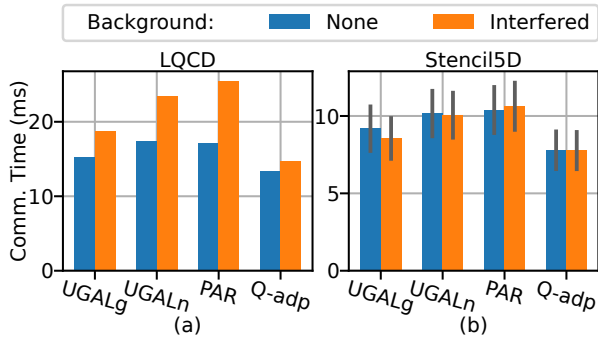 Background: None Interfered
LQCD Stencil5D
Comm. Time (ms)
20
10
0
10
5
0
UGALg UGALn PAR Q-adp
UGALg UGALn PAR Q-adp
(a) (b)